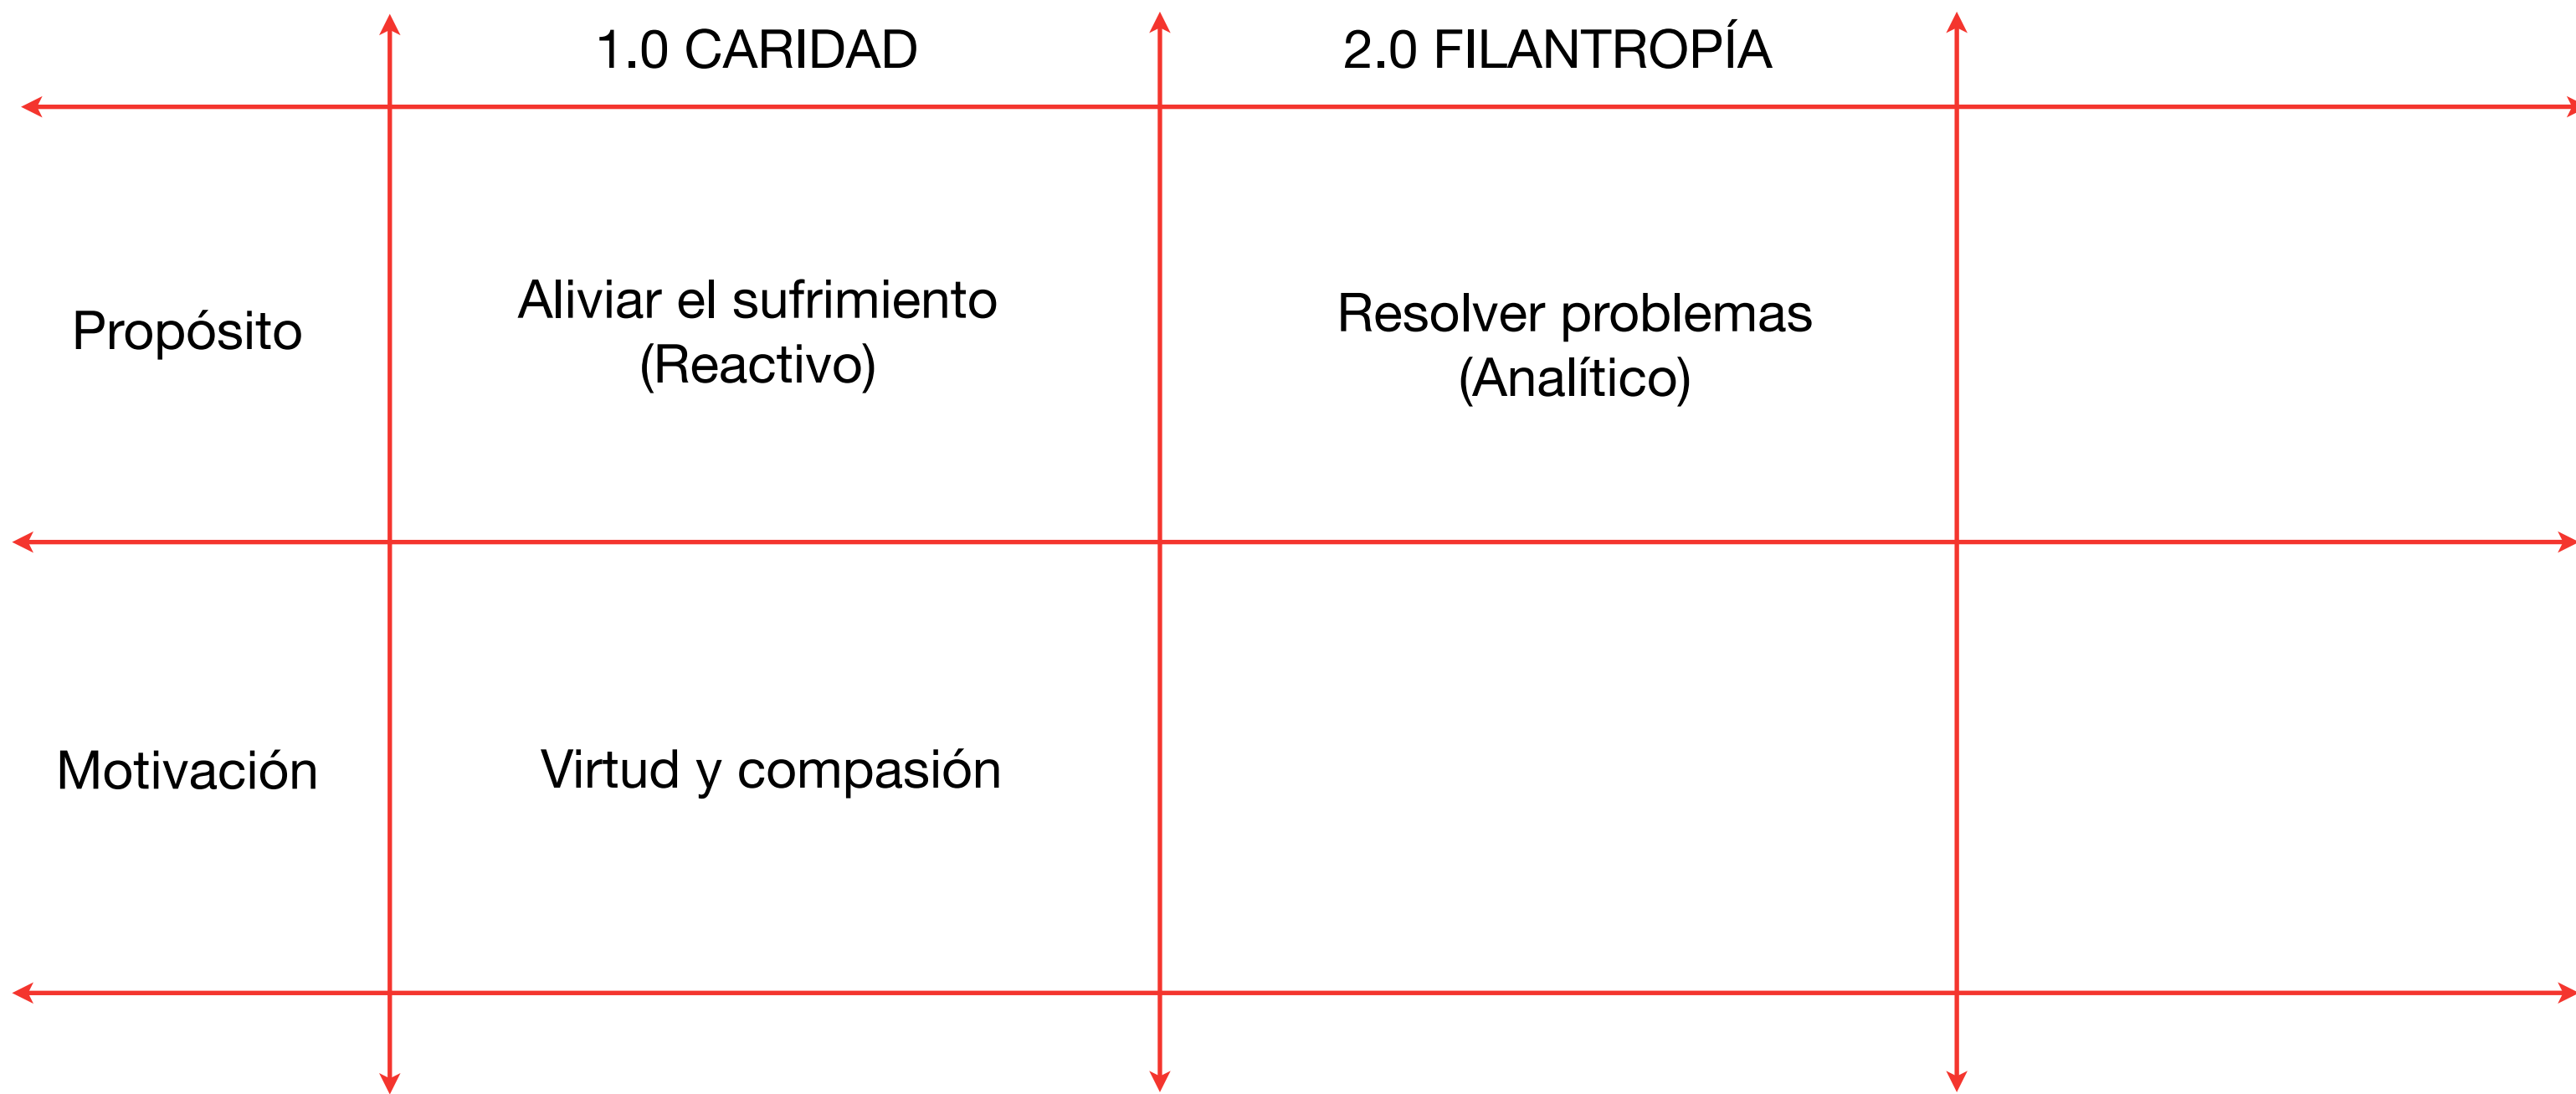 1.0 CARIDAD
2.0 FILANTROPÍA
Propósito
Aliviar el sufrimiento
(Reactivo)
Resolver problemas
(Analítico)
Motivación
Virtud y compasión